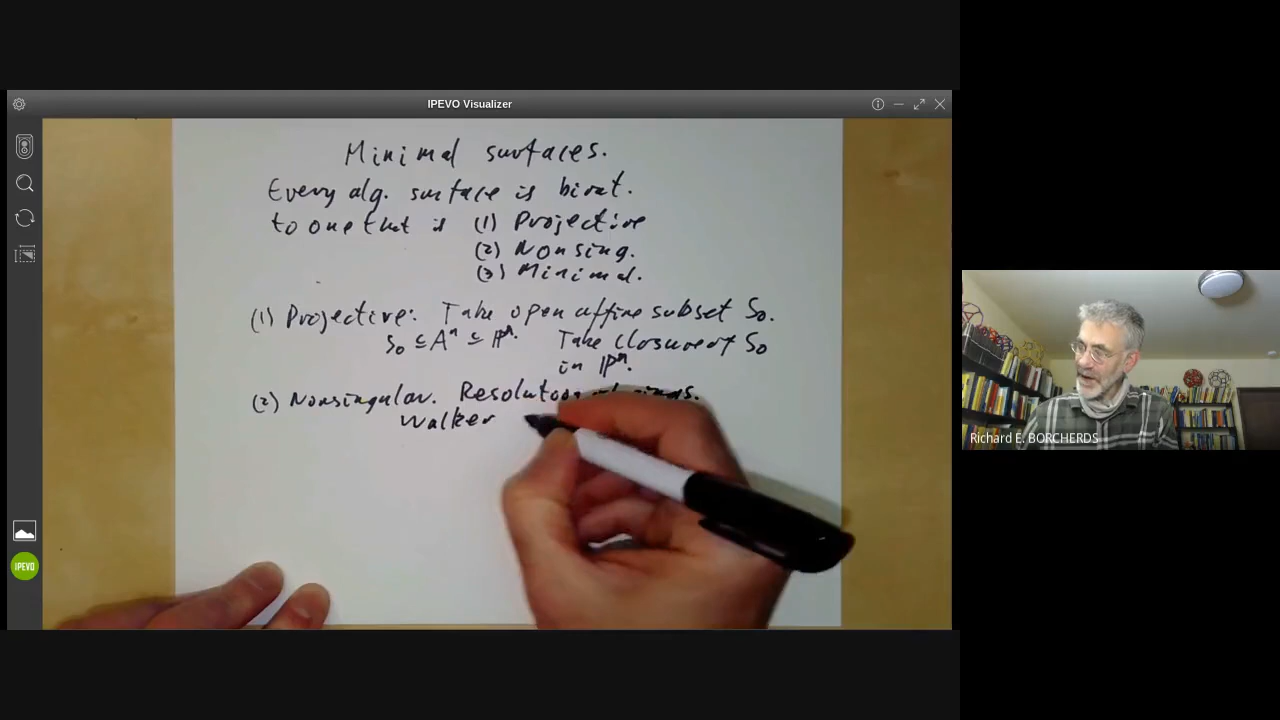 IPEVO Visualizer
Minimal surfaces.
Every alg. surface is birat.
to one that is (1) Projective
(2) Nonsing.
(3) Minimal.
(1) Projective: Take open affine subset S₀.
S₀ ⊆ Aⁿ ⊆ ℙⁿ. Take closure of S₀
in ℙⁿ.
(2) Nonsingular. Resolution sings.
Walker
Richard E. BORCHERDS
IPEVO